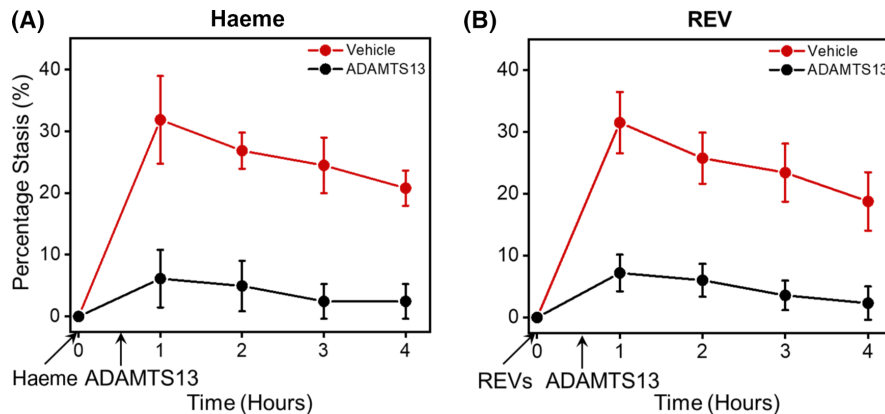 (A) Haeme
Vehicle
ADAMTS13
Percentage Stasis (%)
40
30
20
10
0
0 1 2 3 4
Haeme ADAMTS13
Time (Hours)
(B) REV
Vehicle
ADAMTS13
40
30
20
10
0
0 1 2 3 4
REVs ADAMTS13
Time (Hours)